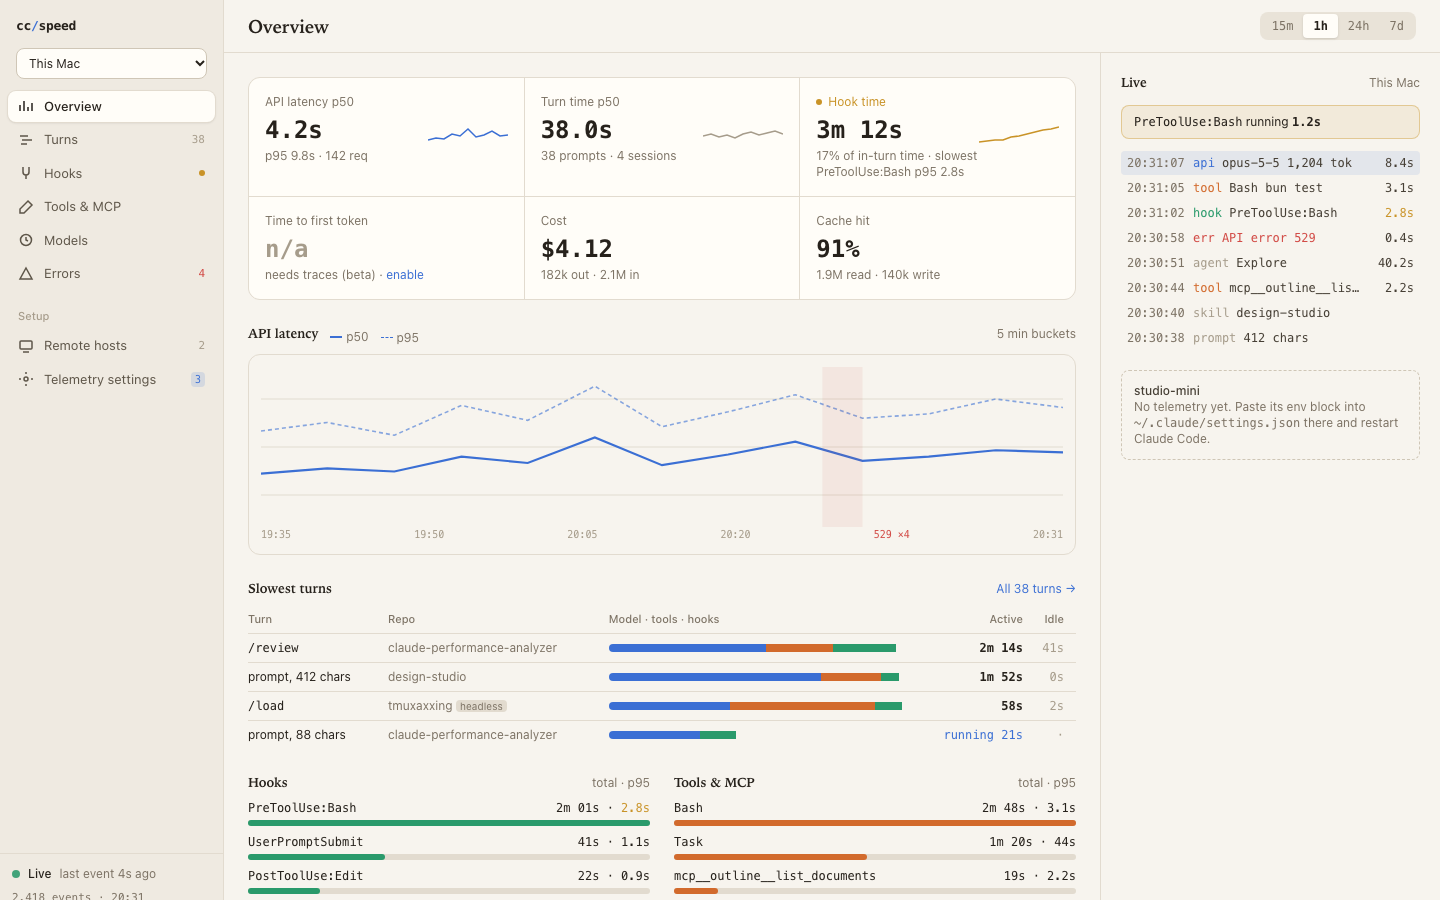 cc/speed
This Mac
Overview
Turns 38
Hooks
Tools & MCP
Models
Errors 4
Setup
Remote hosts 2
Telemetry settings 3
Live last event 4s ago
2,418 events · 20:31
Overview
15m 1h 24h 7d
API latency p50
4.2s
p95 9.8s · 142 req
Turn time p50
38.0s
38 prompts · 4 sessions
Hook time
3m 12s
17% of in-turn time · slowest
PreToolUse:Bash p95 2.8s
Time to first token
n/a
needs traces (beta) · enable
Cost
$4.12
182k out · 2.1M in
Cache hit
91%
1.9M read · 140k write
API latency p50 --- p95 5 min buckets
19:35 19:50 20:05 20:20 529 ×4 20:31
Slowest turns All 38 turns →
Turn Repo Model · tools · hooks Active Idle
/review claude-performance-analyzer 2m 14s 41s
prompt, 412 chars design-studio 1m 52s 0s
/load tmuxaxxing headless 58s 2s
prompt, 88 chars claude-performance-analyzer running 21s ·
Hooks total · p95
PreToolUse:Bash 2m 01s · 2.8s
UserPromptSubmit 41s · 1.1s
PostToolUse:Edit 22s · 0.9s
Tools & MCP total · p95
Bash 2m 48s · 3.1s
Task 1m 20s · 44s
mcp__outline__list_documents 19s · 2.2s
Live This Mac
PreToolUse:Bash running 1.2s
20:31:07 api opus-5-5 1,204 tok 8.4s
20:31:05 tool Bash bun test 3.1s
20:31:02 hook PreToolUse:Bash 2.8s
20:30:58 err API error 529 0.4s
20:30:51 agent Explore 40.2s
20:30:44 tool mcp__outline__lis… 2.2s
20:30:40 skill design-studio
20:30:38 prompt 412 chars
studio-mini
No telemetry yet. Paste its env block into
~/.claude/settings.json there and restart
Claude Code.